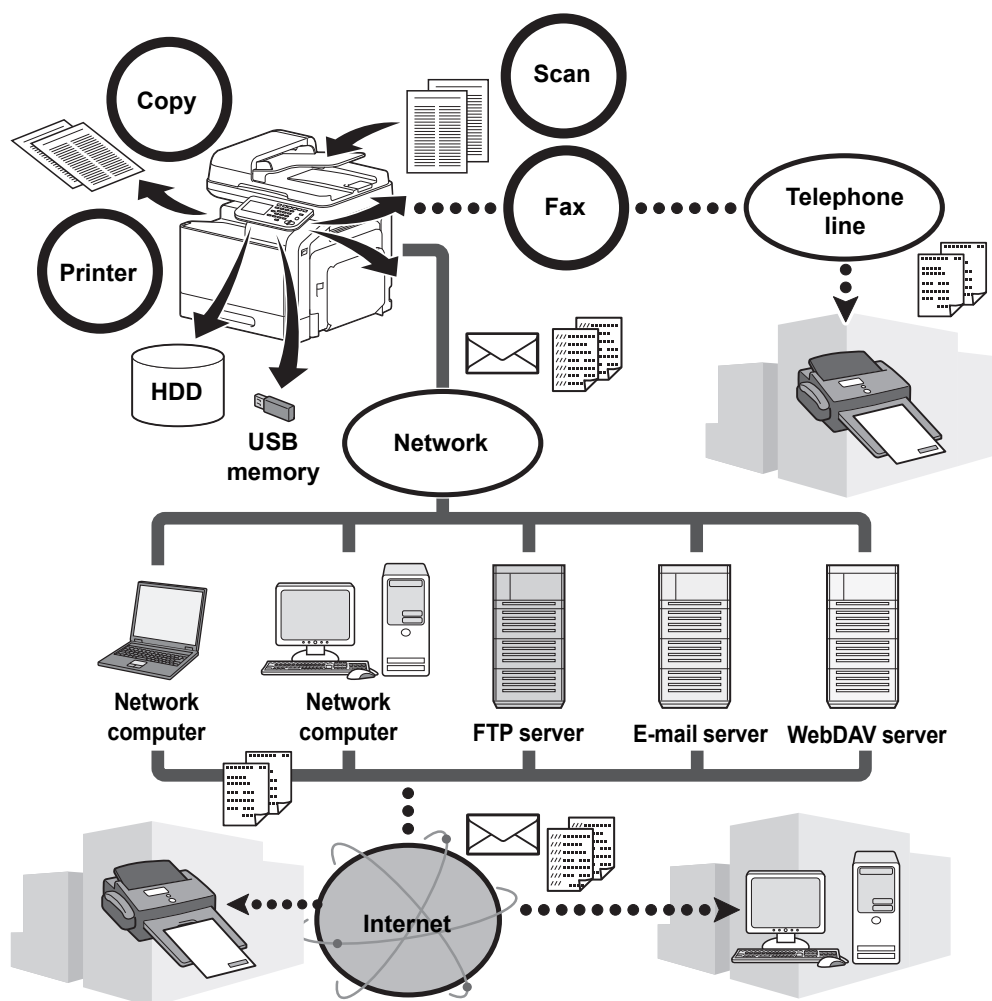 Scan
Copy
Fax
Telephone
line
Printer
HDD
USB
memory
Network
Network
computer
Network
computer
FTP server
E-mail server
WebDAV server
Internet